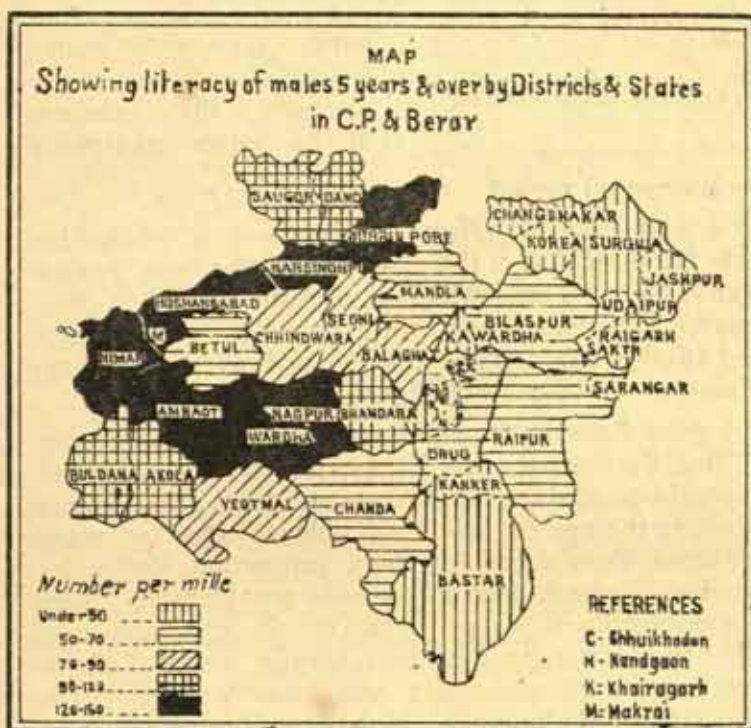 MAP
Showing literacy of males 5 years & over by Districts & States
in C.P. & Berar
SAUGOR DAMO
JUBBULPORE
CHANGBHAKAR
KOREA SURGUJA
NARSINGH
JASHPUR
HOSHANGABAD
MANDLA
UDAIPUR
SEONI
BILASPUR
M
CHHINDWARA
KAWARDHA
RAIGARH
NIMAR
BETUL
BALAGHAT
SAKTI
SARANGAR
AMRAOTI
NAGPUR
BHANDARA
WARDHA
RAIPUR
DRUG
BULDANA AKOLA
KANKER
YEOTMAL
CHANDA
BASTAR
Number per mille
Under-50
50-70
70-90
90-120
120-160
REFERENCES
C- Chhuikhadan
N- Nandgaon
K= Khairagarh
M= Makrai